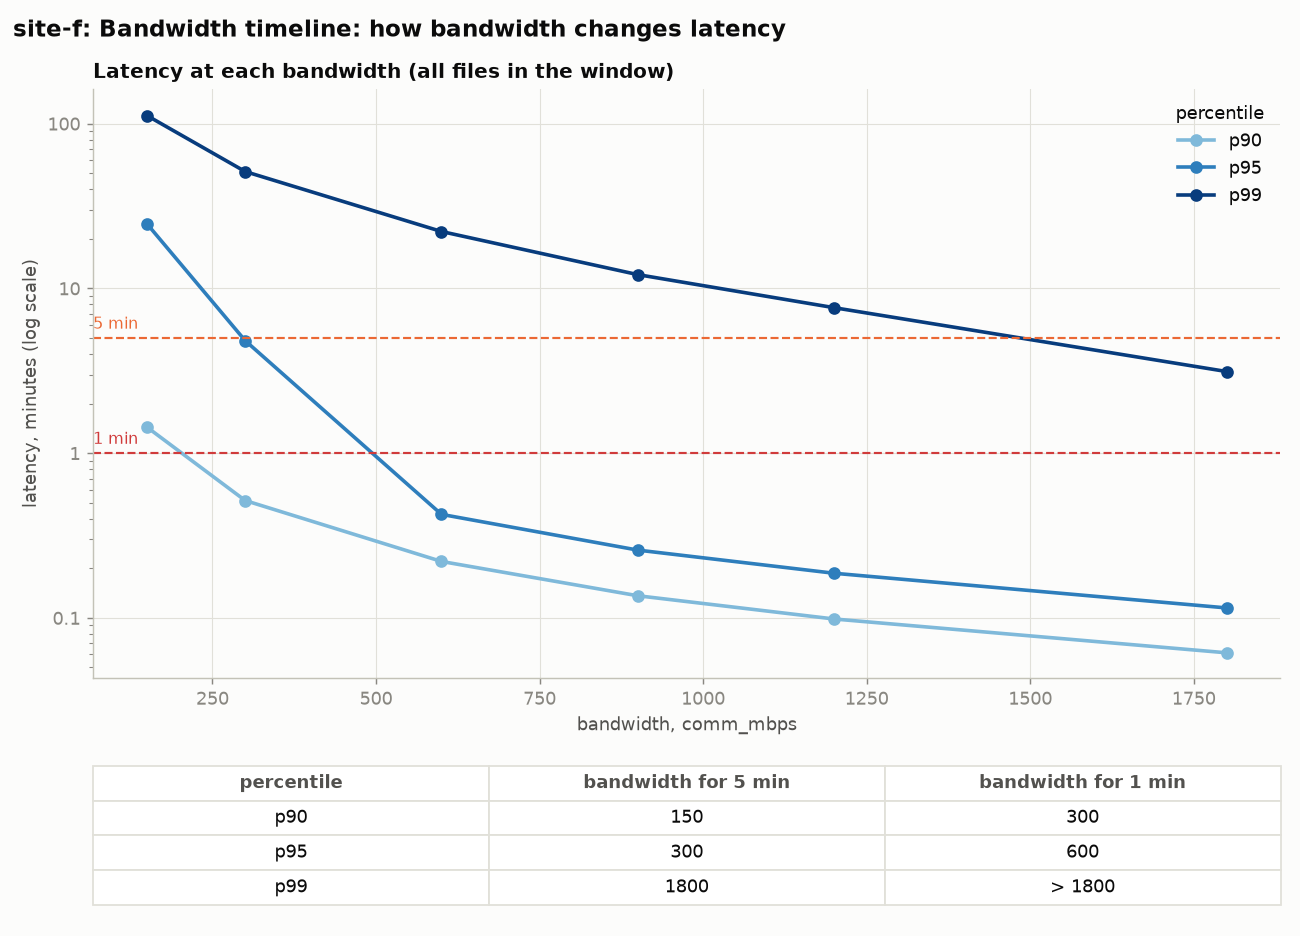 site-f: Bandwidth timeline: how bandwidth changes latency
Latency at each bandwidth (all files in the window)
percentile
p90
p95
p99
100
10
1
0.1
latency, minutes (log scale)
5 min
1 min
250 500 750 1000 1250 1500 1750
bandwidth, comm_mbps
percentile bandwidth for 5 min bandwidth for 1 min
p90 150 300
p95 300 600
p99 1800 > 1800